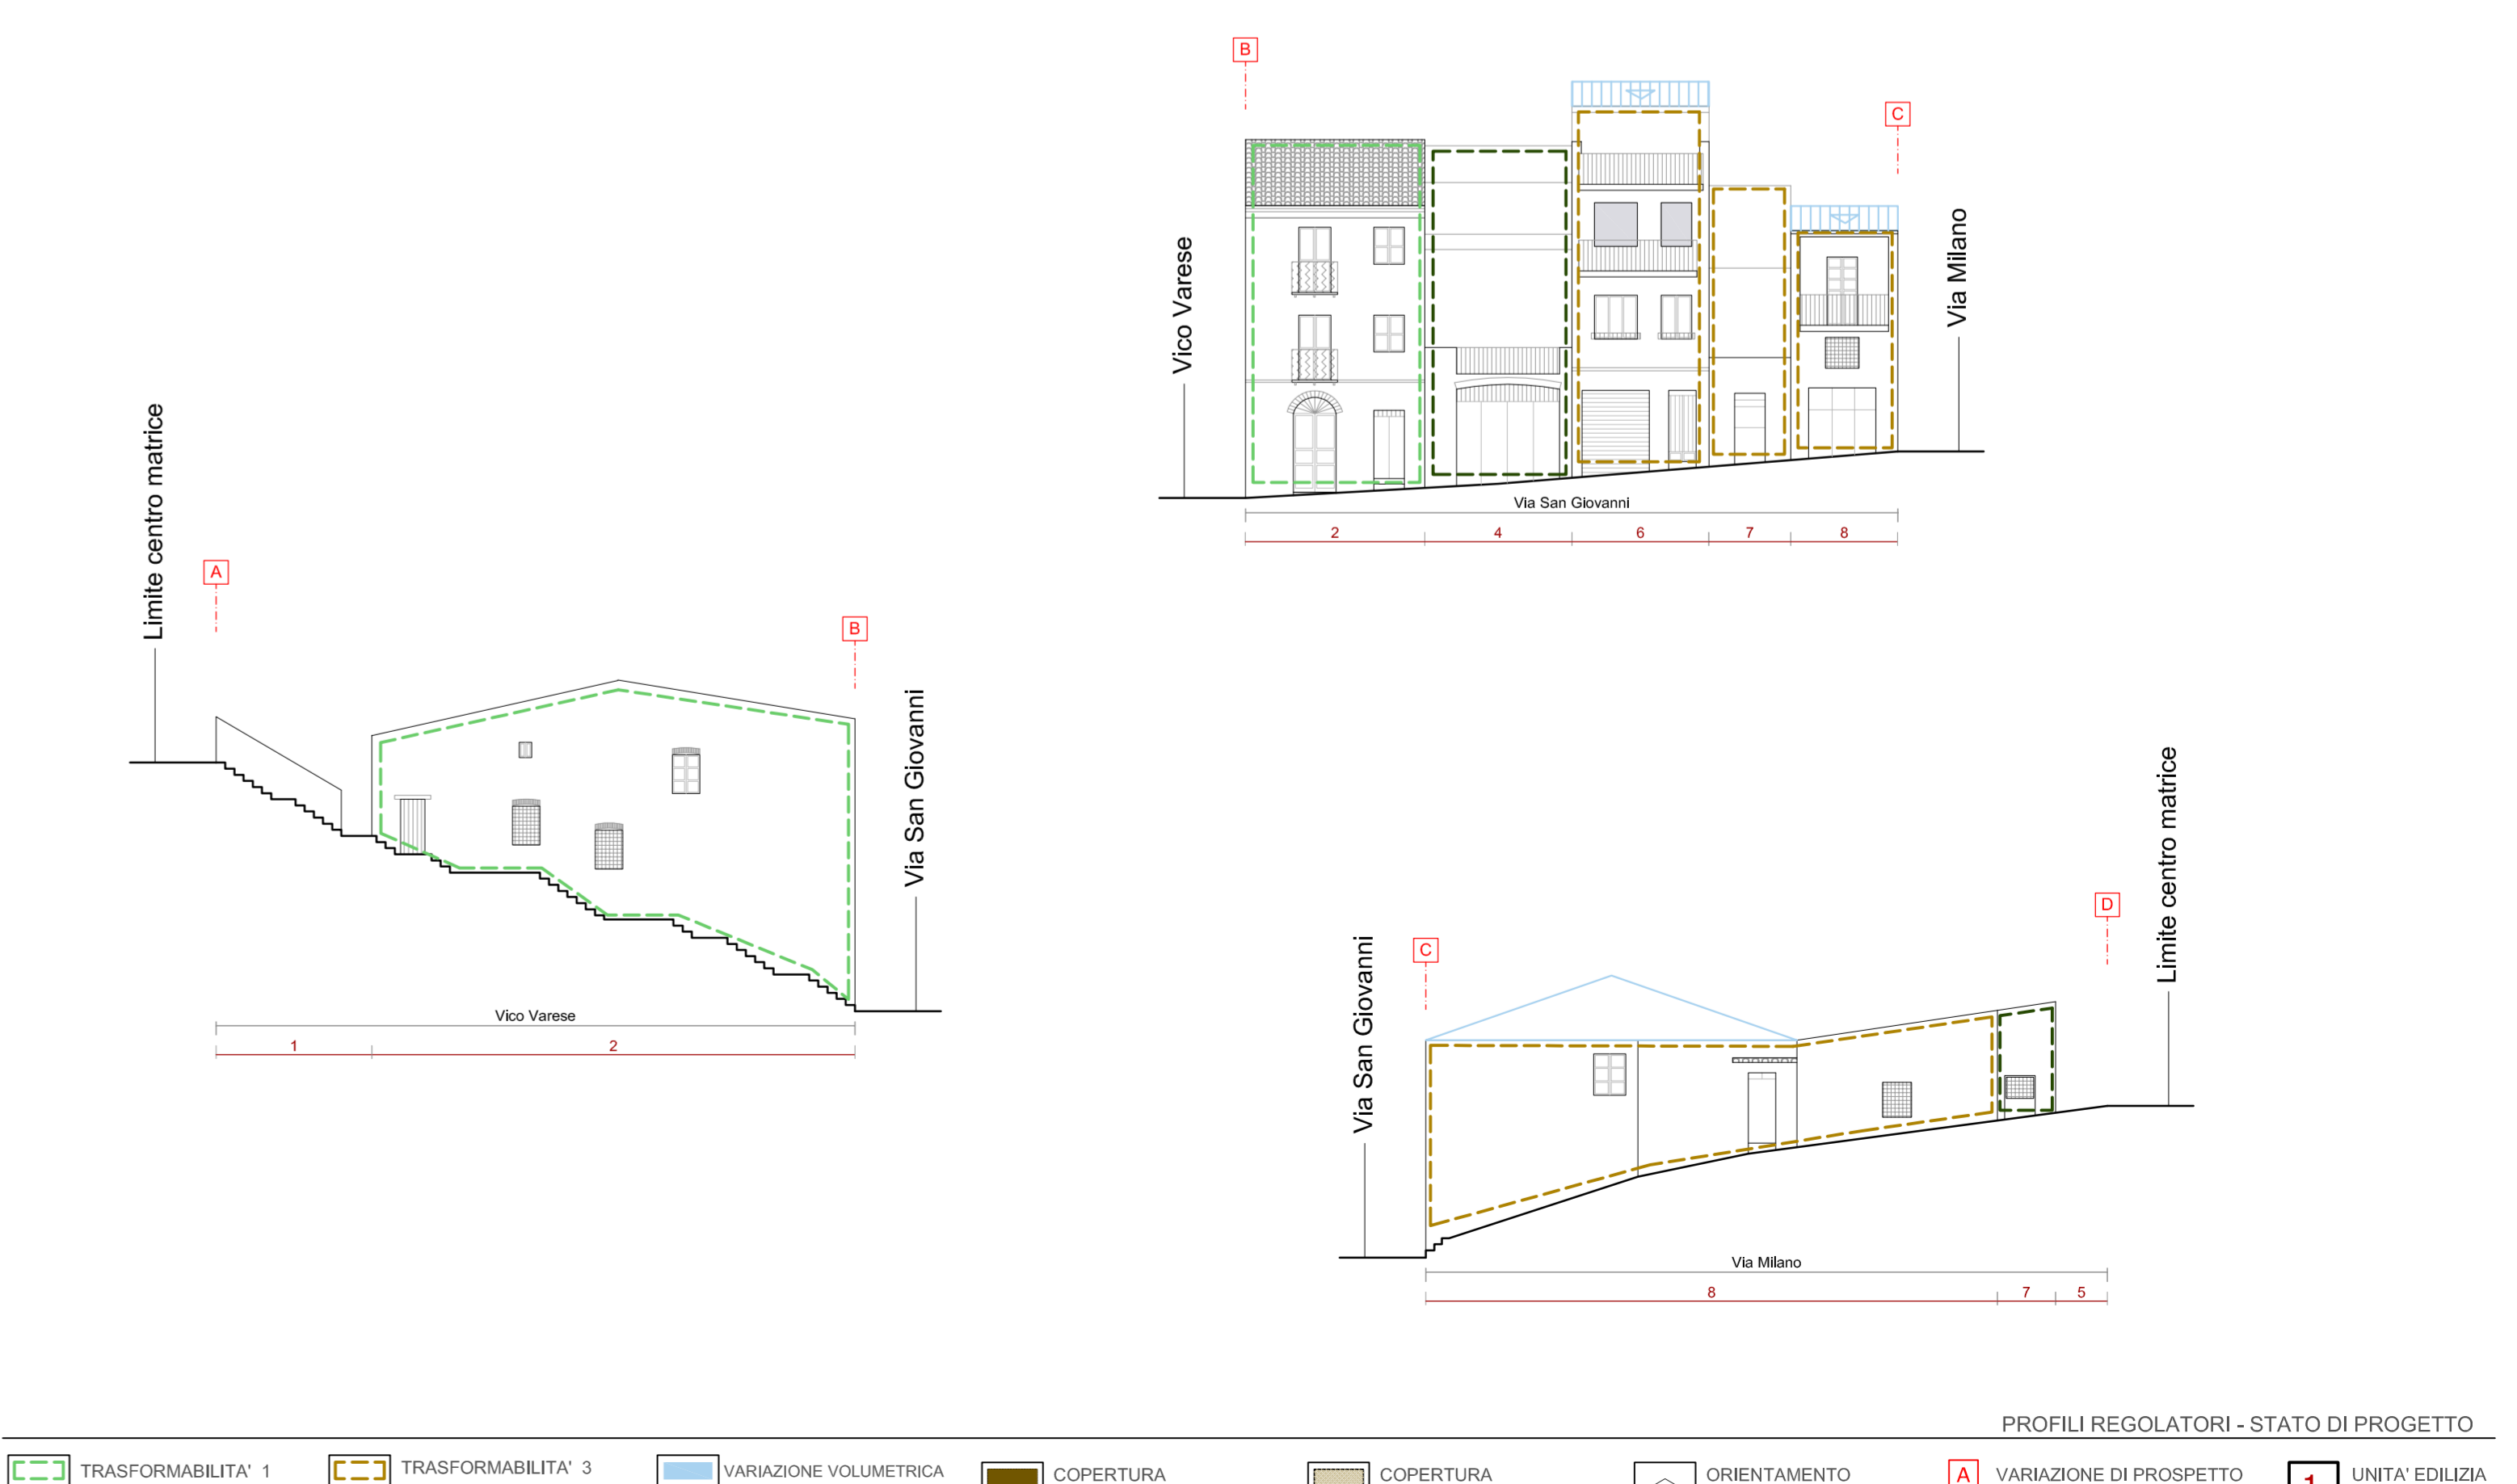 B
C
Vico Varese
Via Milano
Via San Giovanni
2 4 6 7 8
Limite centro matrice
A
B
Via San Giovanni
Vico Varese
1 2
Via San Giovanni
C
D
Limite centro matrice
Via Milano
8 7 5
PROFILI REGOLATORI - STATO DI PROGETTO
TRASFORMABILITA' 1
TRASFORMABILITA' 3
VARIAZIONE VOLUMETRICA
COPERTURA
COPERTURA
ORIENTAMENTO
A VARIAZIONE DI PROSPETTO
1 UNITA' EDILIZIA